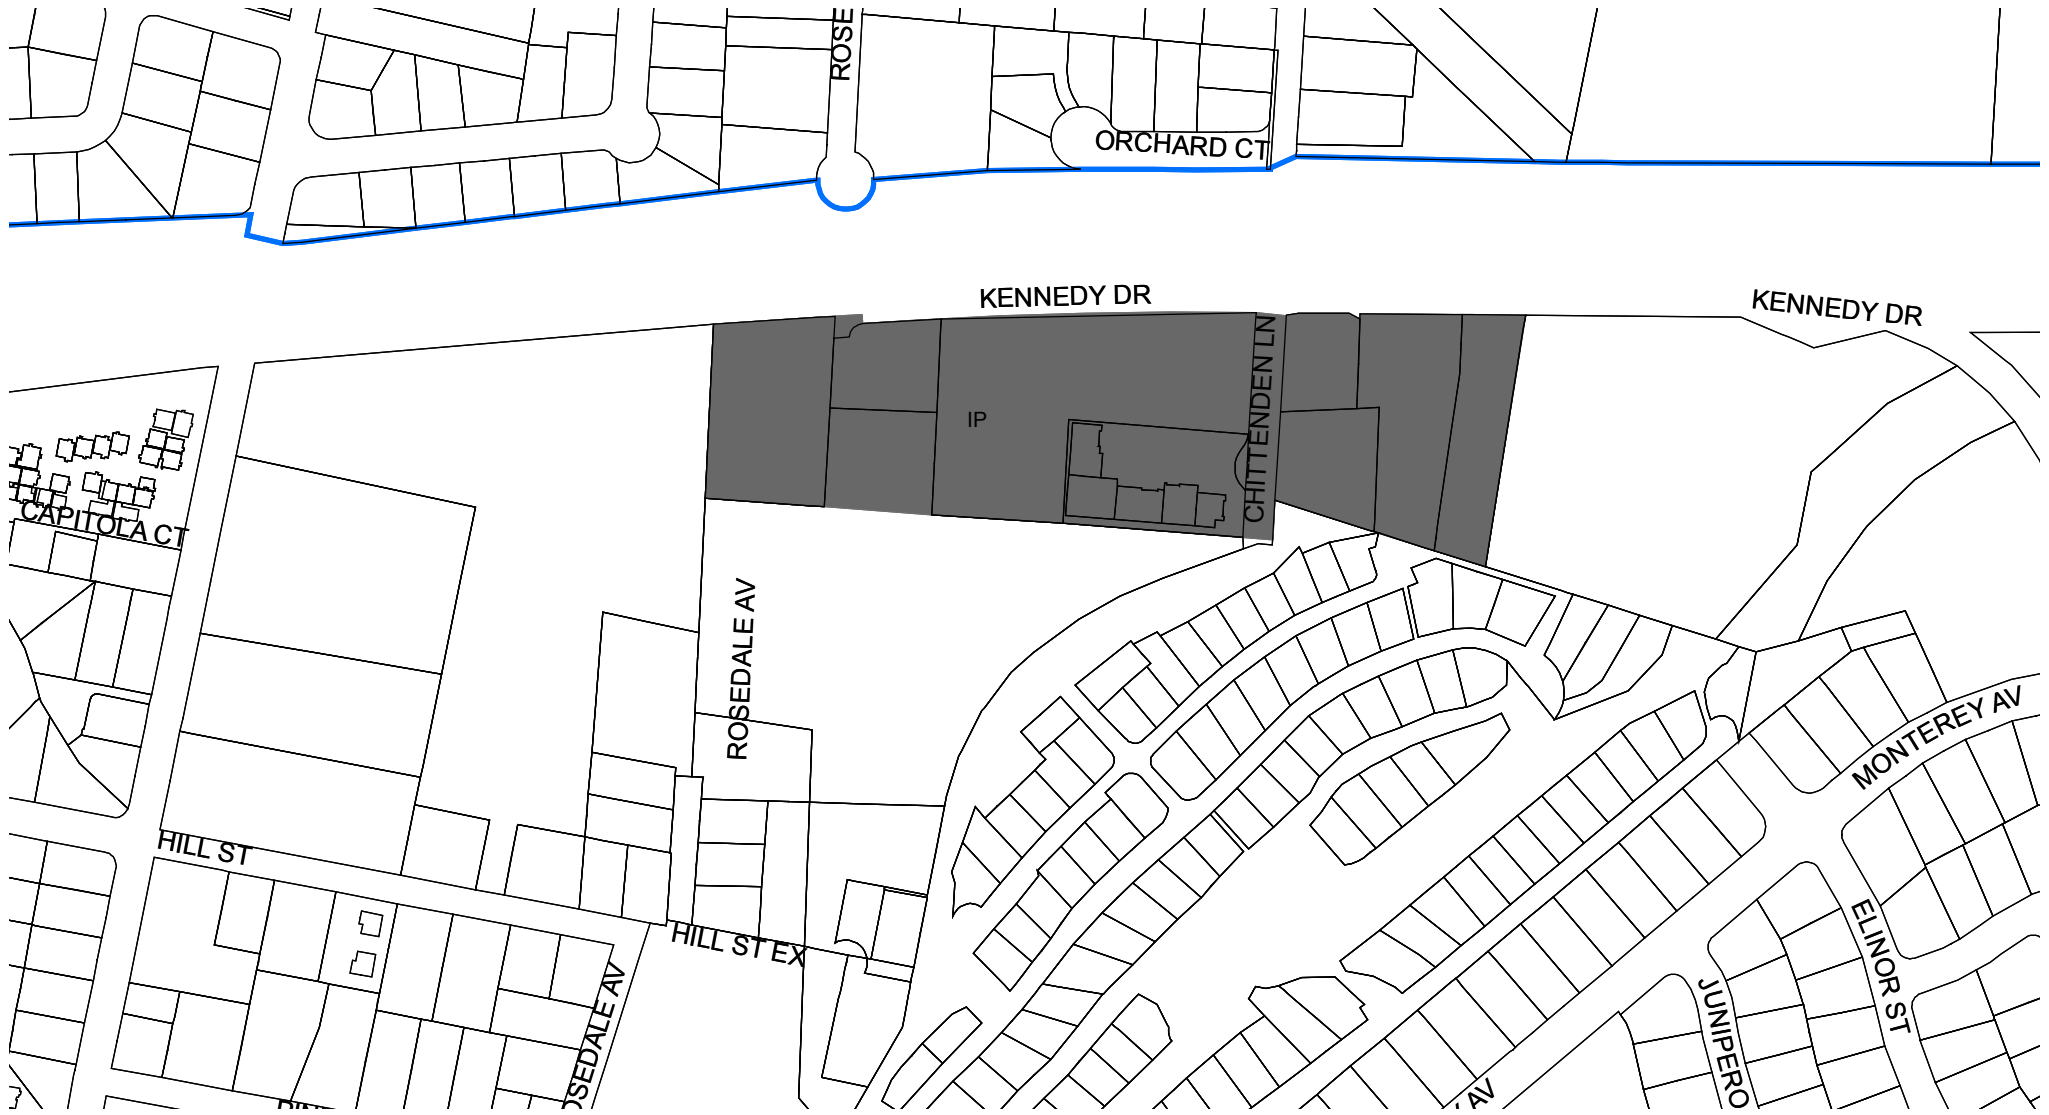 ROSE
ORCHARD CT
KENNEDY DR
KENNEDY DR
CHITTENDEN LN
IP
CAPITOLA CT
ROSEDALE AV
MONTEREY AV
HILL ST
HILL ST EX
ELINOR ST
OSEDALE AV
JUNIPERO
AV